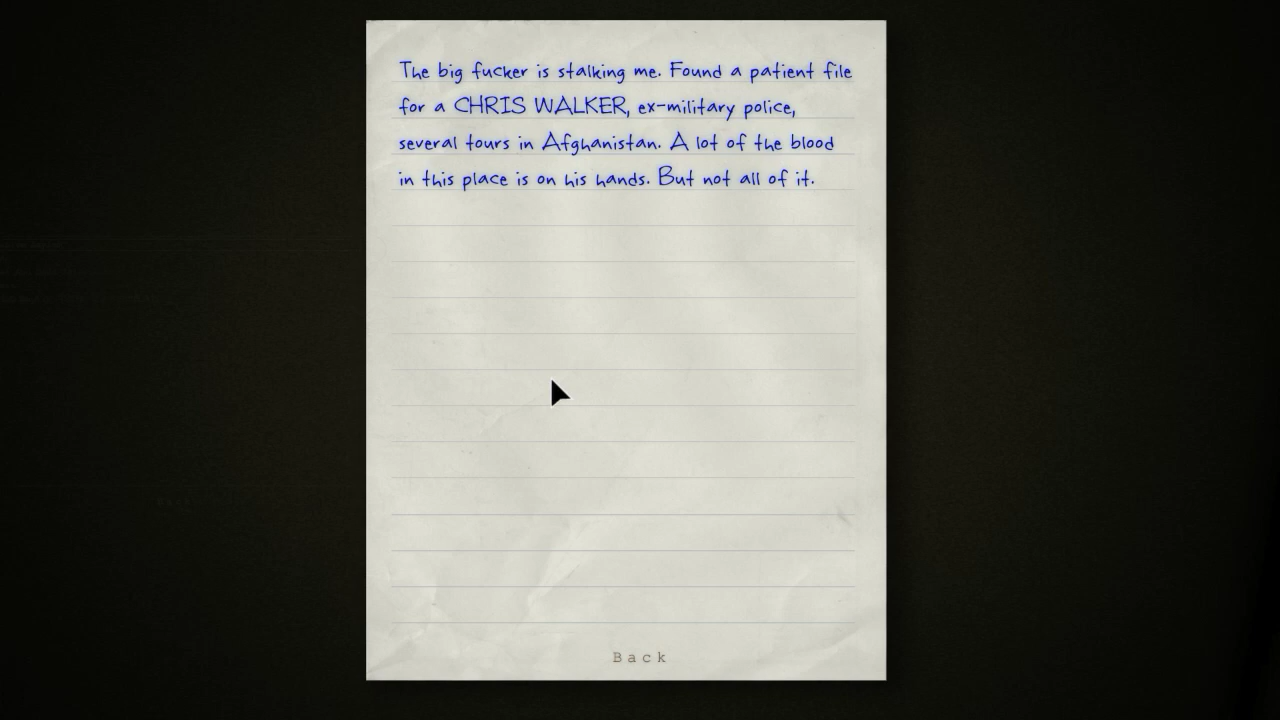 The big fucker is stalking me. Found a patient file
for a CHRIS WALKER, ex-military police,
several tours in Afghanistan. A lot of the blood
in this place is on his hands. But not all of it.
Back